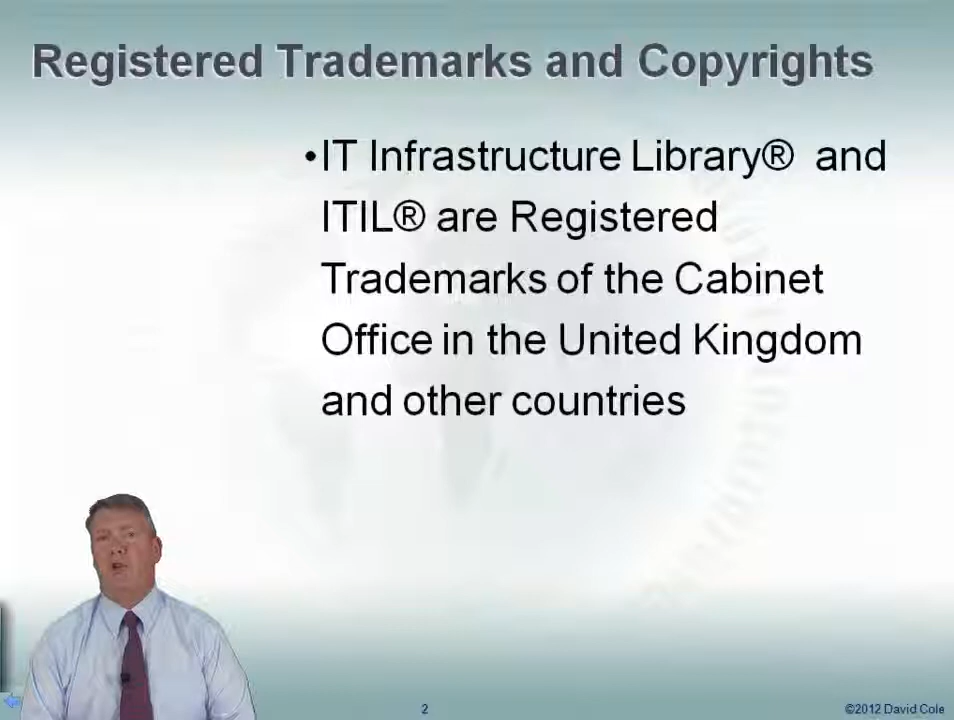 Registered Trademarks and Copyrights
•IT Infrastructure Library®  and
ITIL® are Registered
Trademarks of the Cabinet
Office in the United Kingdom
and other countries
2
©2012 David Cole